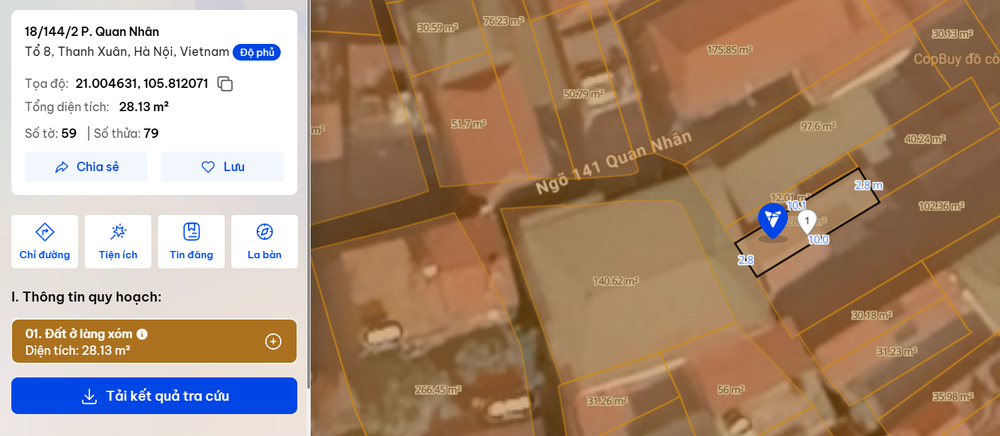 18/144/2 P. Quan Nhân
Tổ 8, Thanh Xuân, Hà Nội, Vietnam Độ phủ
Tọa độ: 21.004631, 105.812071
Tổng diện tích: 28.13 m²
Số tờ: 59 | Số thửa: 79
Chia sẻ Lưu
Chỉ đường Tiện ích Tin đăng La bàn
I. Thông tin quy hoạch:
01. Đất ở làng xóm
Diện tích: 28.13 m²
Tải kết quả tra cứu
30.59 m²
76.23 m²
175.85 m²
30.13 m²
CopBuy đồ cô
50.79 m²
51.7 m²
m²
97.6 m²
40.24 m²
Ngõ 141 Quan Nhân
2.8 m
12.01 m²
10.1
102.36 m²
1
10.0
2.8
140.62 m²
30.18 m²
31.23 m²
266.45 m²
31.26 m²
56 m²
35.98 m²